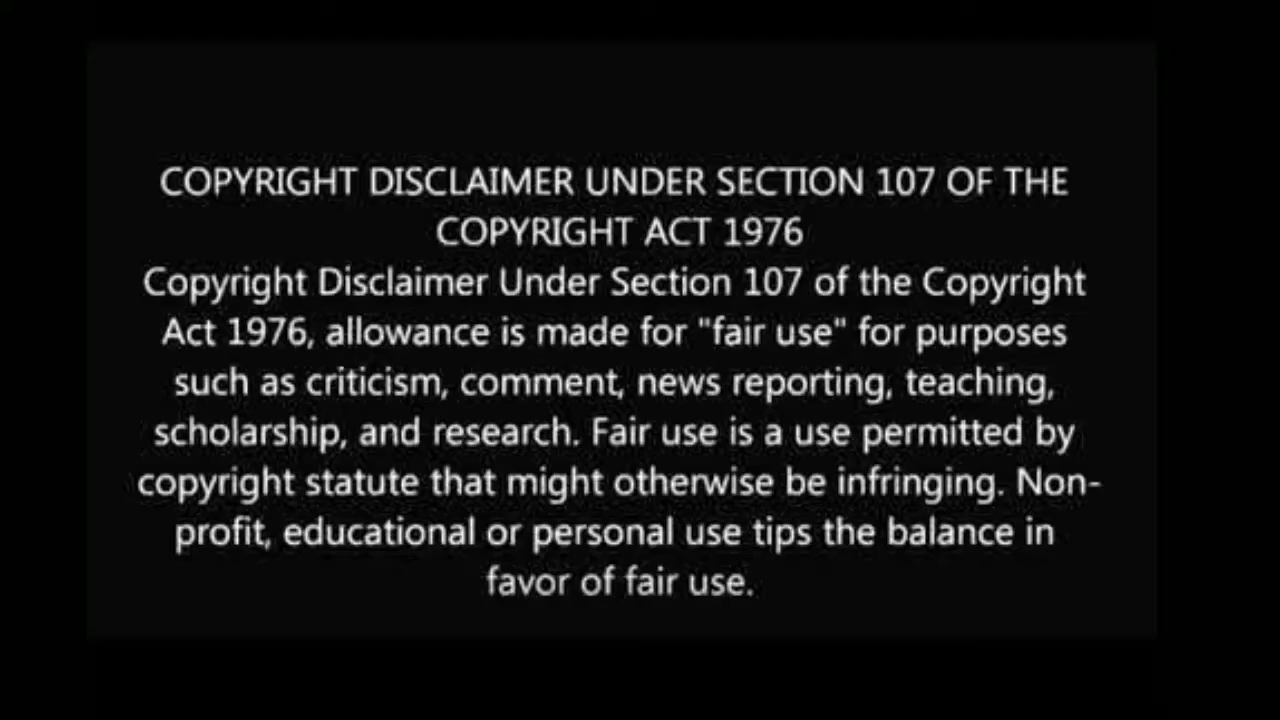 COPYRIGHT DISCLAIMER UNDER SECTION 107 OF THE
COPYRIGHT ACT 1976
Copyright Disclaimer Under Section 107 of the Copyright
Act 1976, allowance is made for "fair use" for purposes
such as criticism, comment, news reporting, teaching,
scholarship, and research. Fair use is a use permitted by
copyright statute that might otherwise be infringing. Non-
profit, educational or personal use tips the balance in
favor of fair use.